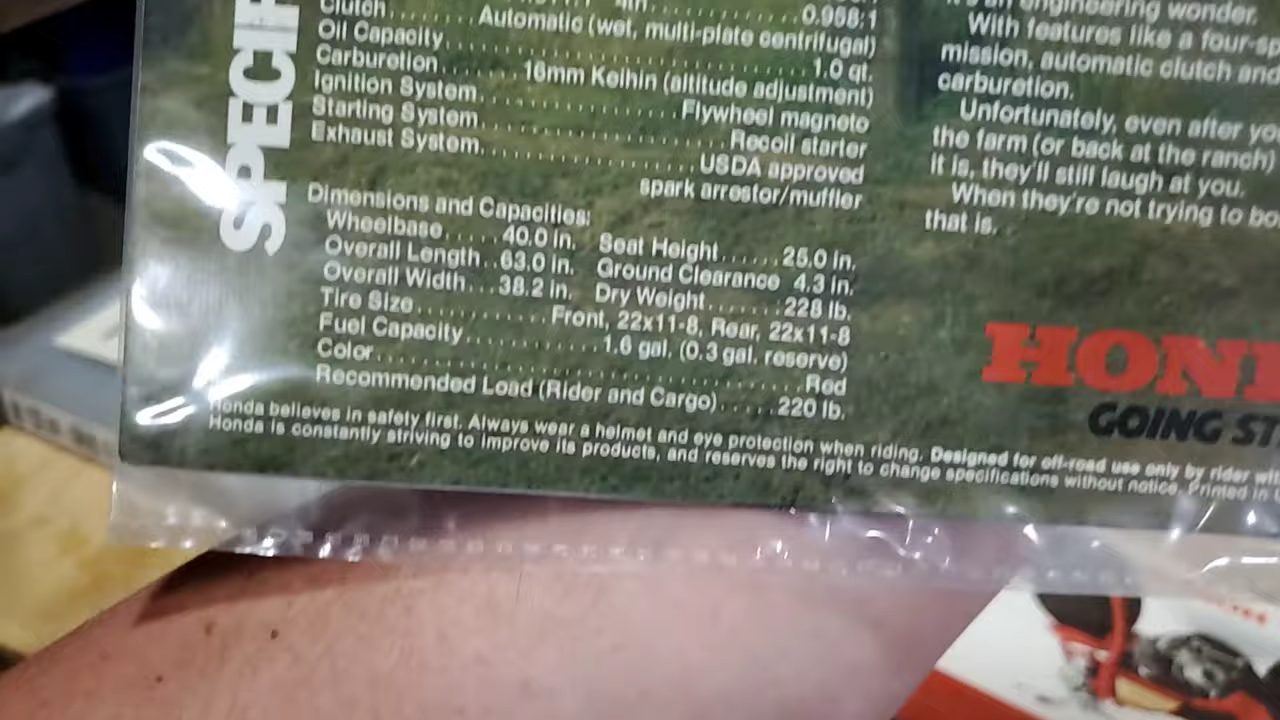 SPECIF
4th 0.958:1
Clutch Automatic (wet, multi-plate centrifugal)
Oil Capacity 1.0 qt.
Carburetion 16mm Keihin (altitude adjustment)
Ignition System Flywheel magneto
Starting System Recoil starter
Exhaust System USDA approved
spark arrestor/muffler
Dimensions and Capacities:
Wheelbase 40.0 in. Seat Height 25.0 in.
Overall Length 63.0 in. Ground Clearance 4.3 in.
Overall Width 38.2 in. Dry Weight 228 lb.
Tire Size Front, 22x11-8, Rear, 22x11-8
Fuel Capacity 1.6 gal. (0.3 gal. reserve)
Color Red
Recommended Load (Rider and Cargo) 220 lb.
Honda believes in safety first. Always wear a helmet and eye protection when riding. Designed for off-road use only by rider
Honda is constantly striving to improve its products, and reserves the right to change specifications without notice. Printed in
engineering wonder.
With features like a four-sp
mission, automatic clutch and
carburetion.
Unfortunately, even after yo
the farm (or back at the ranch)
it is, they'll still laugh at you.
When they're not trying to bo
that is.
HON
GOING ST